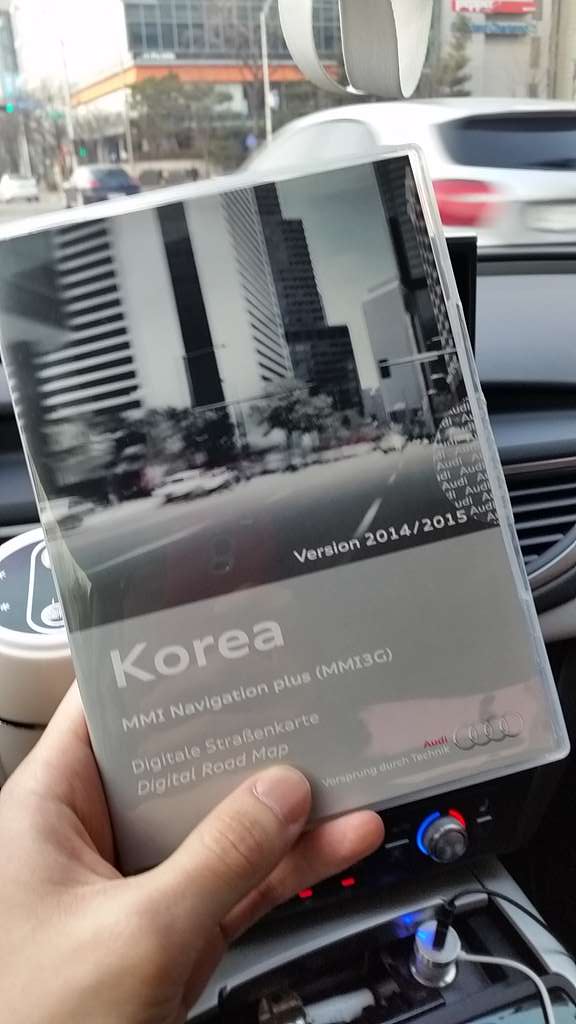 Version 2014/2015
Korea
MMI Navigation plus (MMI3G)
Digitale Straßenkarte
Digital Road Map
Audi
Vorsprung durch Technik